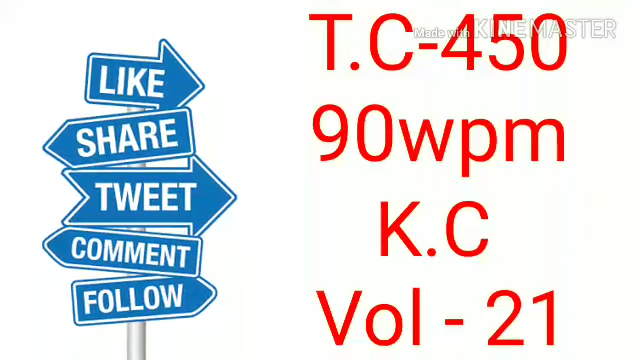 LIKE
SHARE
TWEET
COMMENT
FOLLOW
Made with KINEMASTER
T.C-450
90wpm
K.C
Vol - 21